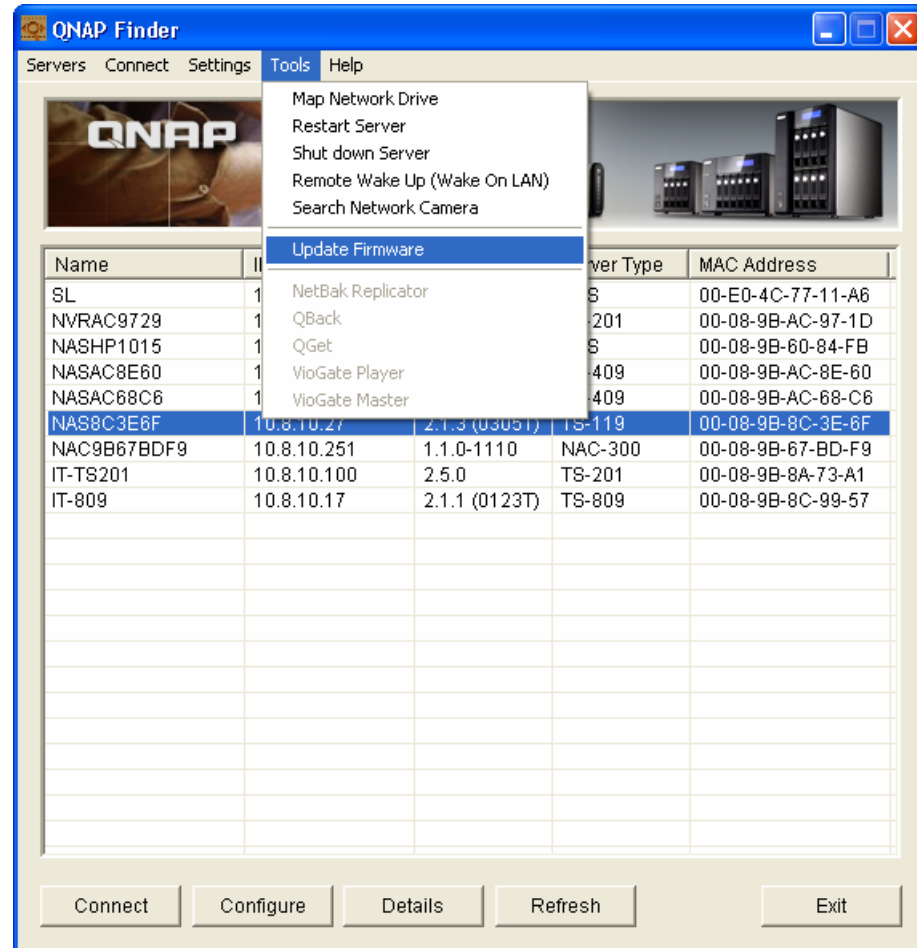 QNAP Finder
Servers Connect Settings Tools Help
Map Network Drive
Restart Server
Shut down Server
Remote Wake Up (Wake On LAN)
Search Network Camera
Update Firmware
NetBak Replicator
QBack
QGet
VioGate Player
VioGate Master
QNAP
Name MAC Address
SL 00-E0-4C-77-11-A6
NVRAC9729 00-08-9B-AC-97-1D
NASHP1015 00-08-9B-60-84-FB
NASAC8E60 00-08-9B-AC-8E-60
NASAC68C6 00-08-9B-AC-68-C6
NAS8C3E6F 10.8.10.27 2.1.3 (0305T) TS-119 00-08-9B-8C-3E-6F
NAC9B67BDF9 10.8.10.251 1.1.0-1110 NAC-300 00-08-9B-67-BD-F9
IT-TS201 10.8.10.100 2.5.0 TS-201 00-08-9B-8A-73-A1
IT-809 10.8.10.17 2.1.1 (0123T) TS-809 00-08-9B-8C-99-57
Connect Configure Details Refresh Exit